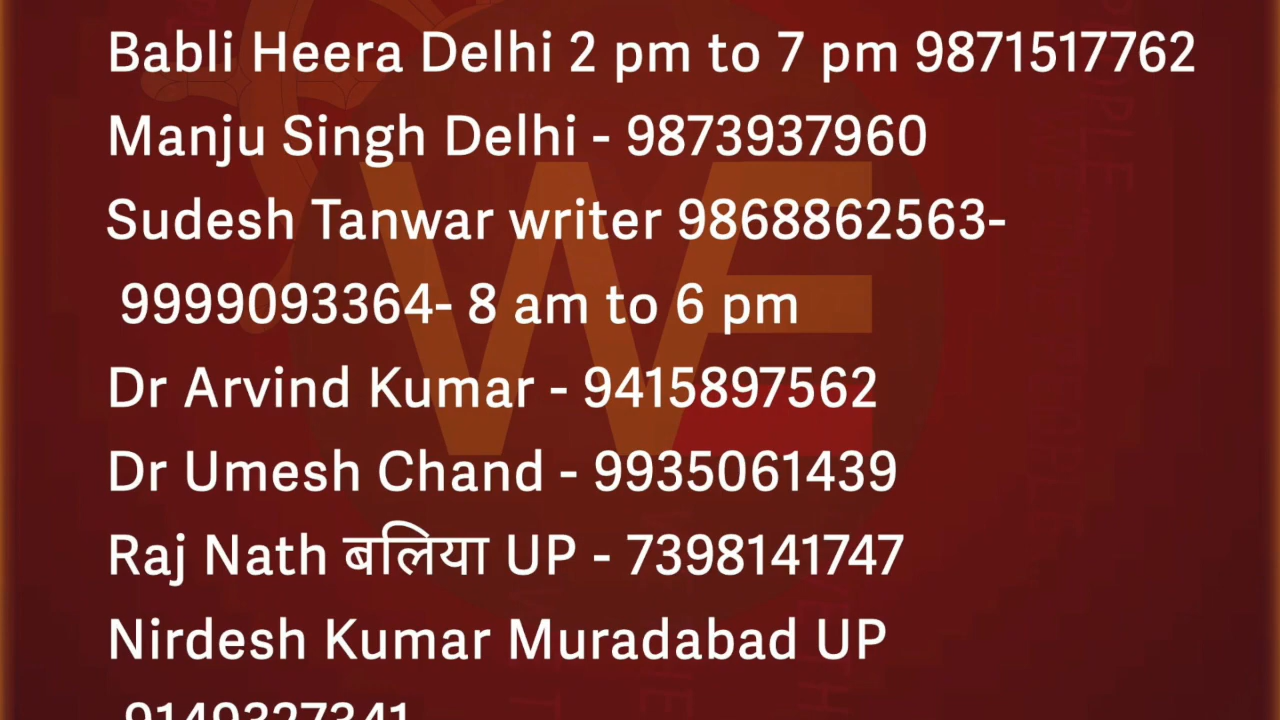 Babli Heera Delhi 2 pm to 7 pm 9871517762
Manju Singh Delhi - 9873937960
Sudesh Tanwar writer 9868862563-
9999093364- 8 am to 6 pm
Dr Arvind Kumar - 9415897562
Dr Umesh Chand - 9935061439
Raj Nath बलिया UP - 7398141747
Nirdesh Kumar Muradabad UP
9149327341
WE